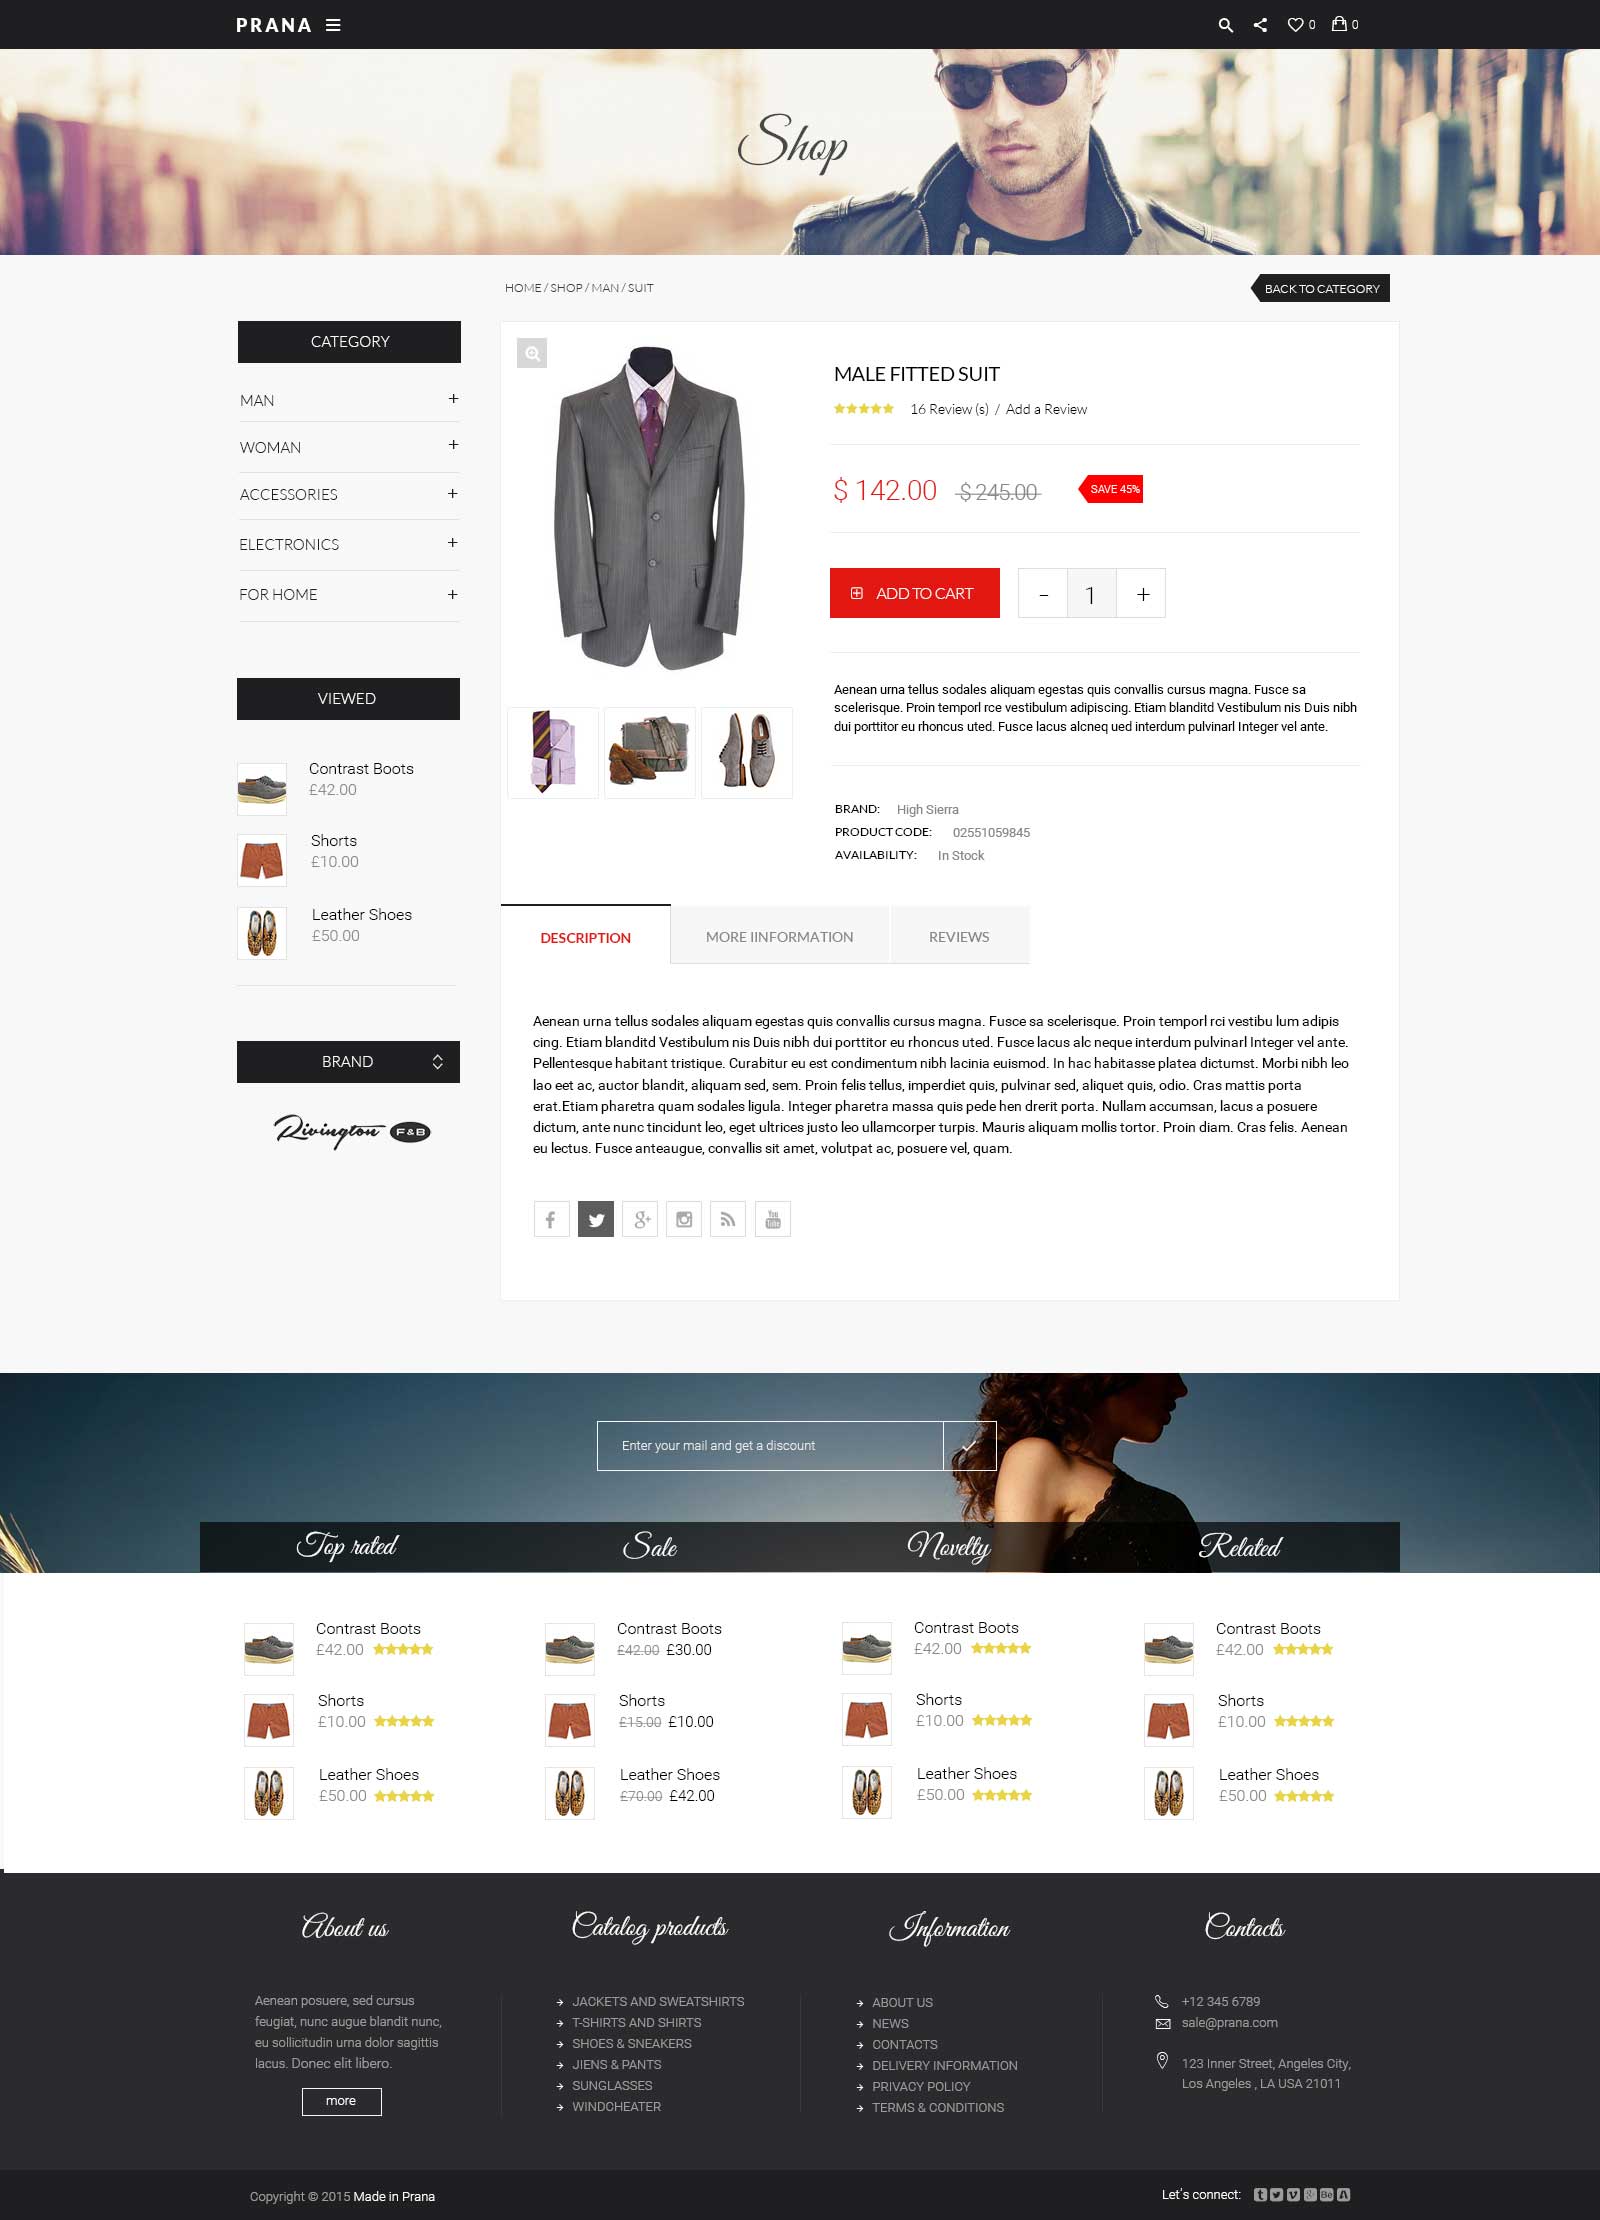 PRANA
0
0
Shop
HOME / SHOP / MAN / SUIT
BACK TO CATEGORY
CATEGORY
MAN +
WOMAN +
ACCESSORIES +
ELECTRONICS +
FOR HOME +
VIEWED
Contrast Boots
£42.00
Shorts
£10.00
Leather Shoes
£50.00
BRAND
Rivington F&B
MALE FITTED SUIT
16 Review (s) / Add a Review
$ 142.00 $ 245.00 SAVE 45%
ADD TO CART - 1 +
Aenean urna tellus sodales aliquam egestas quis convallis cursus magna. Fusce sa
scelerisque. Proin temporl rce vestibulum adipiscing. Etiam blanditd Vestibulum nis Duis nibh
dui porttitor eu rhoncus uted. Fusce lacus alcneq ued interdum pulvinarl Integer vel ante.
BRAND: High Sierra
PRODUCT CODE: 02551059845
AVAILABILITY: In Stock
DESCRIPTION MORE IINFORMATION REVIEWS
Aenean urna tellus sodales aliquam egestas quis convallis cursus magna. Fusce sa scelerisque. Proin temporl rci vestibu lum adipis
cing. Etiam blanditd Vestibulum nis Duis nibh dui porttitor eu rhoncus uted. Fusce lacus alc neque interdum pulvinarl Integer vel ante.
Pellentesque habitant tristique. Curabitur eu est condimentum nibh lacinia euismod. In hac habitasse platea dictumst. Morbi nibh leo
lao eet ac, auctor blandit, aliquam sed, sem. Proin felis tellus, imperdiet quis, pulvinar sed, aliquet quis, odio. Cras mattis porta
erat.Etiam pharetra quam sodales ligula. Integer pharetra massa quis pede hen drerit porta. Nullam accumsan, lacus a posuere
dictum, ante nunc tincidunt leo, eget ultrices justo leo ullamcorper turpis. Mauris aliquam mollis tortor. Proin diam. Cras felis. Aenean
eu lectus. Fusce anteaugue, convallis sit amet, volutpat ac, posuere vel, quam.
You Tube
Enter your mail and get a discount
Top rated Sale Novelty Related
Contrast Boots
£42.00
Shorts
£10.00
Leather Shoes
£50.00
Contrast Boots
£42.00 £30.00
Shorts
£15.00 £10.00
Leather Shoes
£70.00 £42.00
Contrast Boots
£42.00
Shorts
£10.00
Leather Shoes
£50.00
Contrast Boots
£42.00
Shorts
£10.00
Leather Shoes
£50.00
About us
Aenean posuere, sed cursus
feugiat, nunc augue blandit nunc,
eu sollicitudin urna dolor sagittis
lacus. Donec elit libero.
more
Catalog products
JACKETS AND SWEATSHIRTS
T-SHIRTS AND SHIRTS
SHOES & SNEAKERS
JIENS & PANTS
SUNGLASSES
WINDCHEATER
Information
ABOUT US
NEWS
CONTACTS
DELIVERY INFORMATION
PRIVACY POLICY
TERMS & CONDITIONS
Contacts
+12 345 6789
sale@prana.com
123 Inner Street, Angeles City,
Los Angeles , LA USA 21011
Copyright © 2015 Made in Prana
Let's connect: